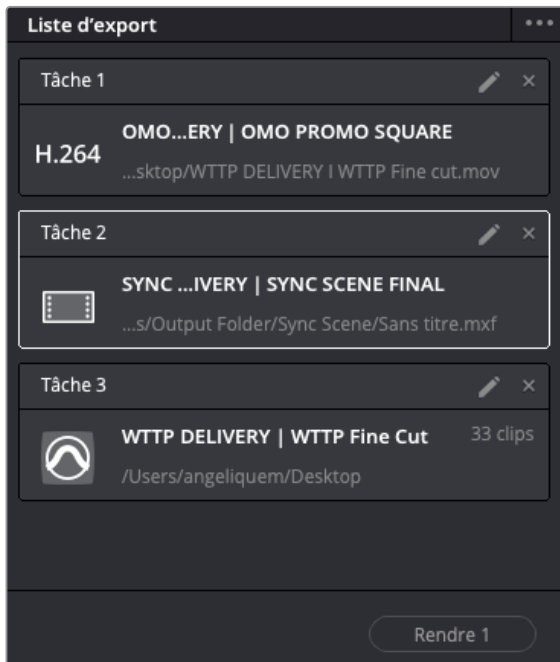 Liste d’export
Tâche 1
OMO...ERY | OMO PROMO SQUARE
H.264
...sktop/WTTP DELIVERY I WTTP Fine cut.mov
Tâche 2
SYNC ...IVERY | SYNC SCENE FINAL
...s/Output Folder/Sync Scene/Sans titre.mxf
Tâche 3
WTTP DELIVERY | WTTP Fine Cut 33 clips
/Users/angeliquem/Desktop
Rendre 1